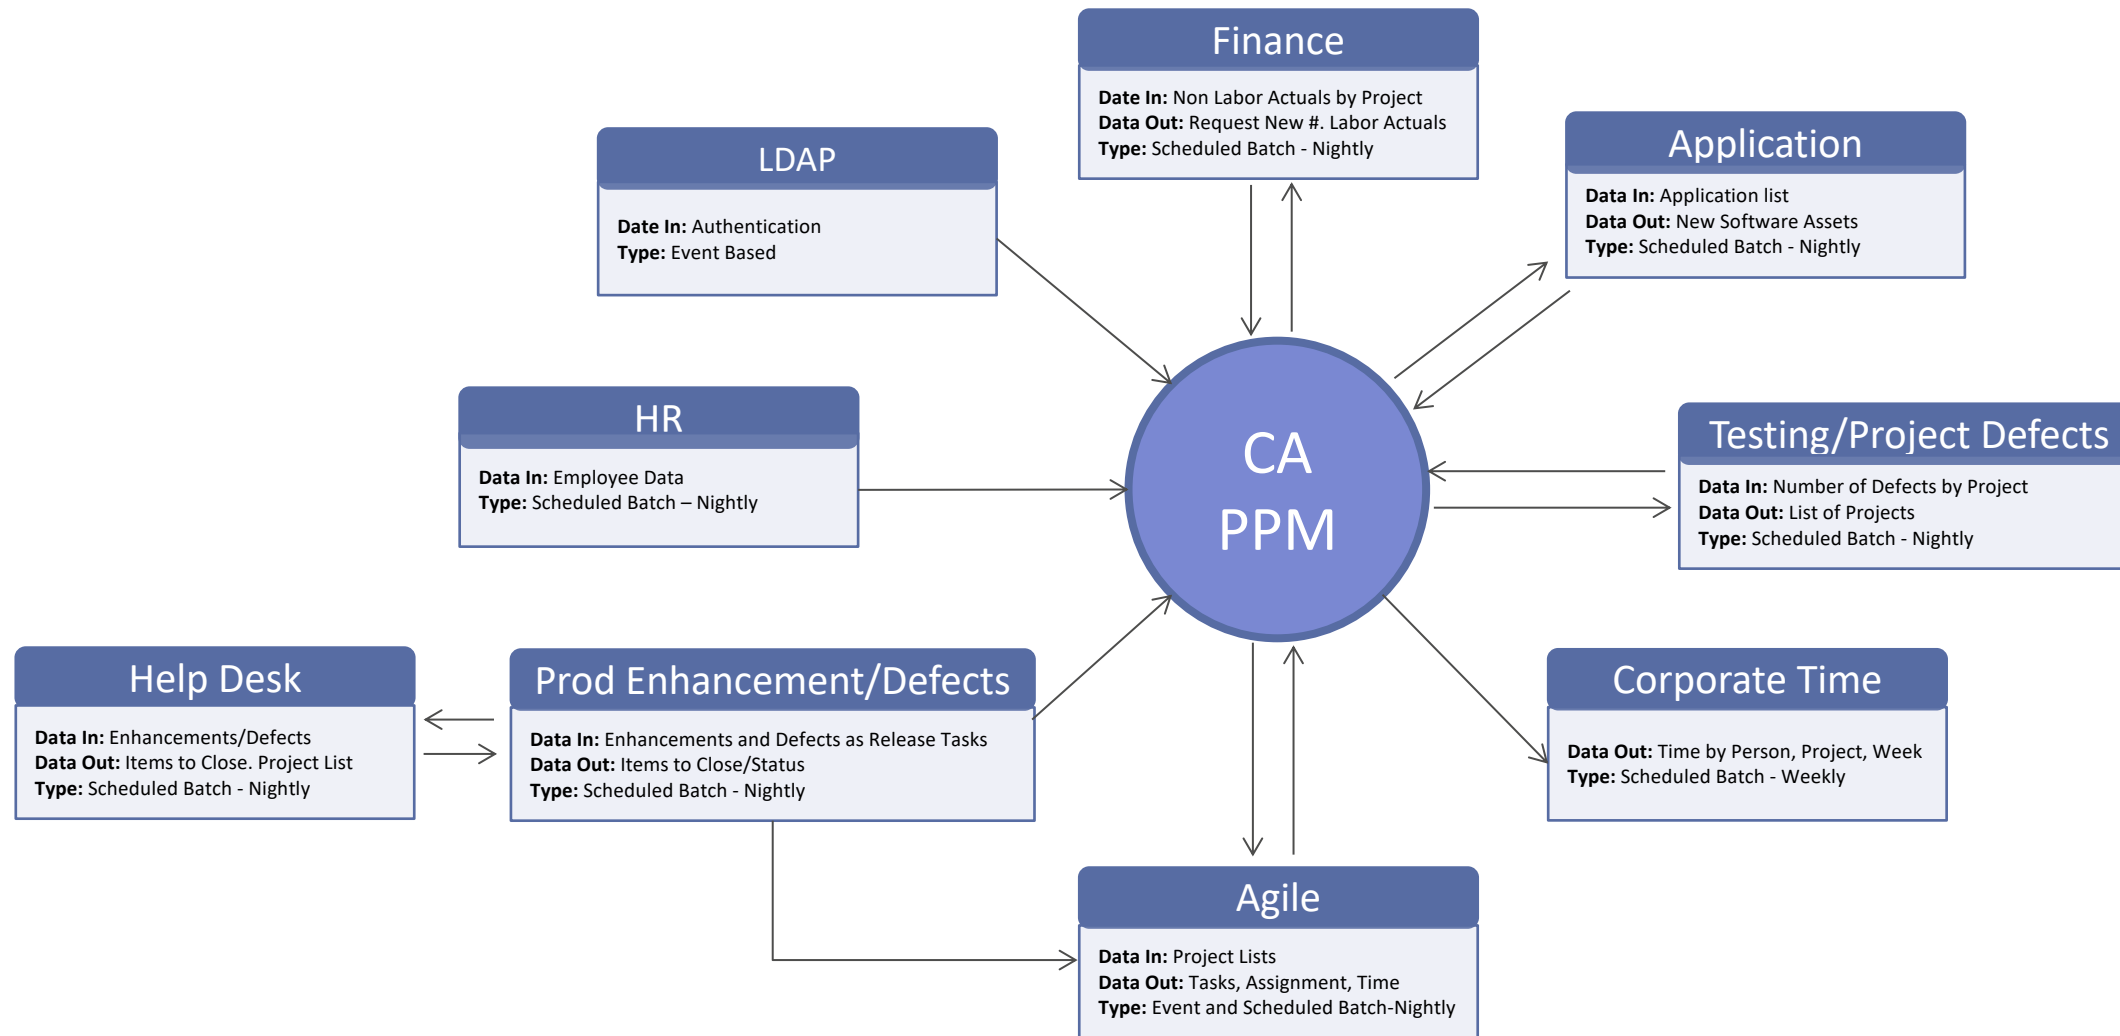 Finance
Date In: Non Labor Actuals by Project
Data Out: Request New #. Labor Actuals
Type: Scheduled Batch - Nightly
LDAP
Date In: Authentication
Type: Event Based
Application
Data In: Application list
Data Out: New Software Assets
Type: Scheduled Batch - Nightly
HR
Data In: Employee Data
Type: Scheduled Batch – Nightly
CA
PPM
Testing/Project Defects
Data In: Number of Defects by Project
Data Out: List of Projects
Type: Scheduled Batch - Nightly
Help Desk
Data In: Enhancements/Defects
Data Out: Items to Close. Project List
Type: Scheduled Batch - Nightly
Prod Enhancement/Defects
Data In: Enhancements and Defects as Release Tasks
Data Out: Items to Close/Status
Type: Scheduled Batch - Nightly
Corporate Time
Data Out: Time by Person, Project, Week
Type: Scheduled Batch - Weekly
Agile
Data In: Project Lists
Data Out: Tasks, Assignment, Time
Type: Event and Scheduled Batch-Nightly